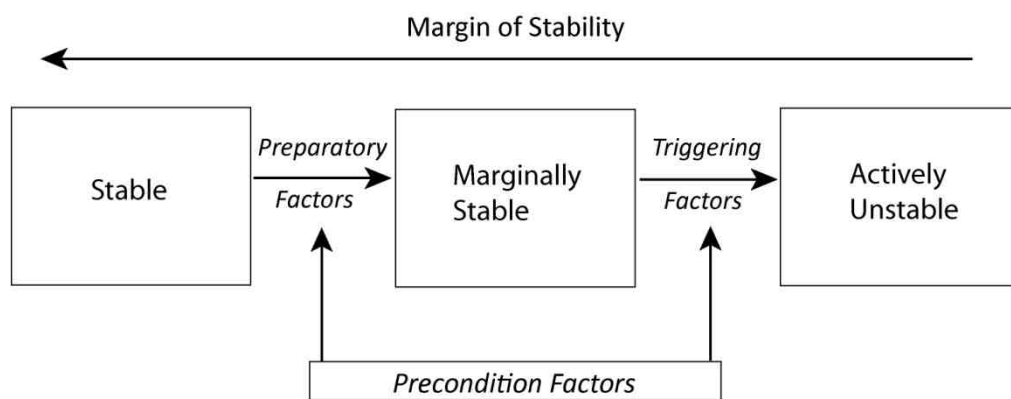 Margin of Stability
Stable
Preparatory
Factors
Marginally
Stable
Triggering
Factors
Actively
Unstable
Precondition Factors